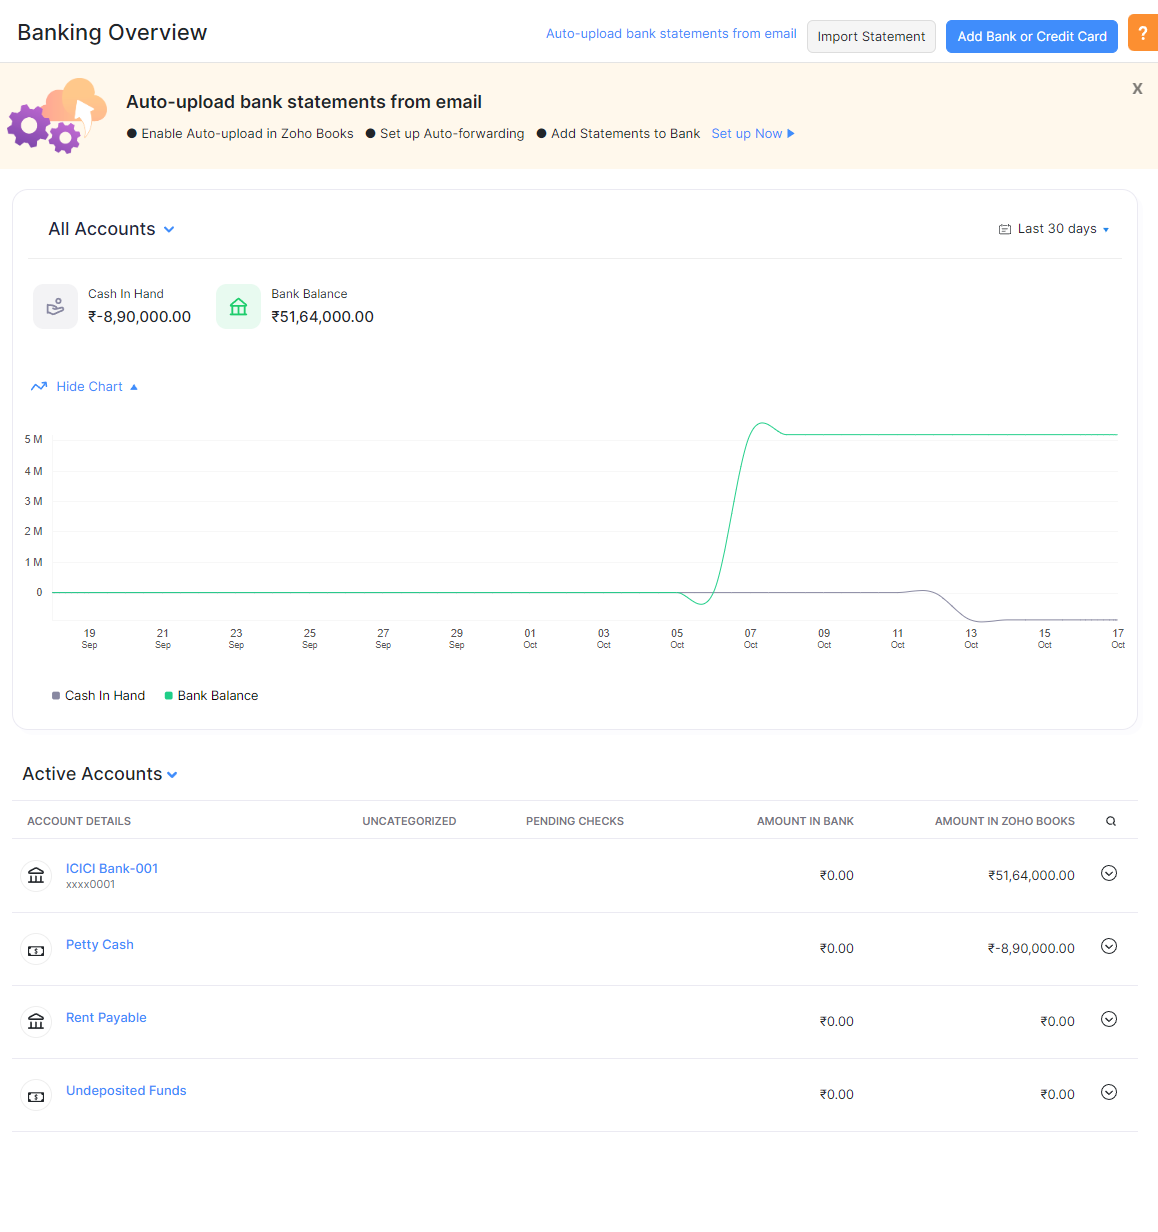 Banking Overview
Auto-upload bank statements from email
Import Statement
Add Bank or Credit Card
?
Auto-upload bank statements from email
X
● Enable Auto-upload in Zoho Books ● Set up Auto-forwarding ● Add Statements to Bank Set up Now
All Accounts
Last 30 days
Cash In Hand
₹-8,90,000.00
Bank Balance
₹51,64,000.00
Hide Chart
5 M
4 M
3 M
2 M
1 M
0
19 21 23 25 27 29 01 03 05 07 09 11 13 15 17
Sep Sep Sep Sep Sep Sep Oct Oct Oct Oct Oct Oct Oct Oct Oct
Cash In Hand Bank Balance
Active Accounts
ACCOUNT DETAILS UNCATEGORIZED PENDING CHECKS AMOUNT IN BANK AMOUNT IN ZOHO BOOKS
ICICI Bank-001
xxxx0001
₹0.00 ₹51,64,000.00
Petty Cash
₹0.00 ₹-8,90,000.00
Rent Payable
₹0.00 ₹0.00
Undeposited Funds
₹0.00 ₹0.00